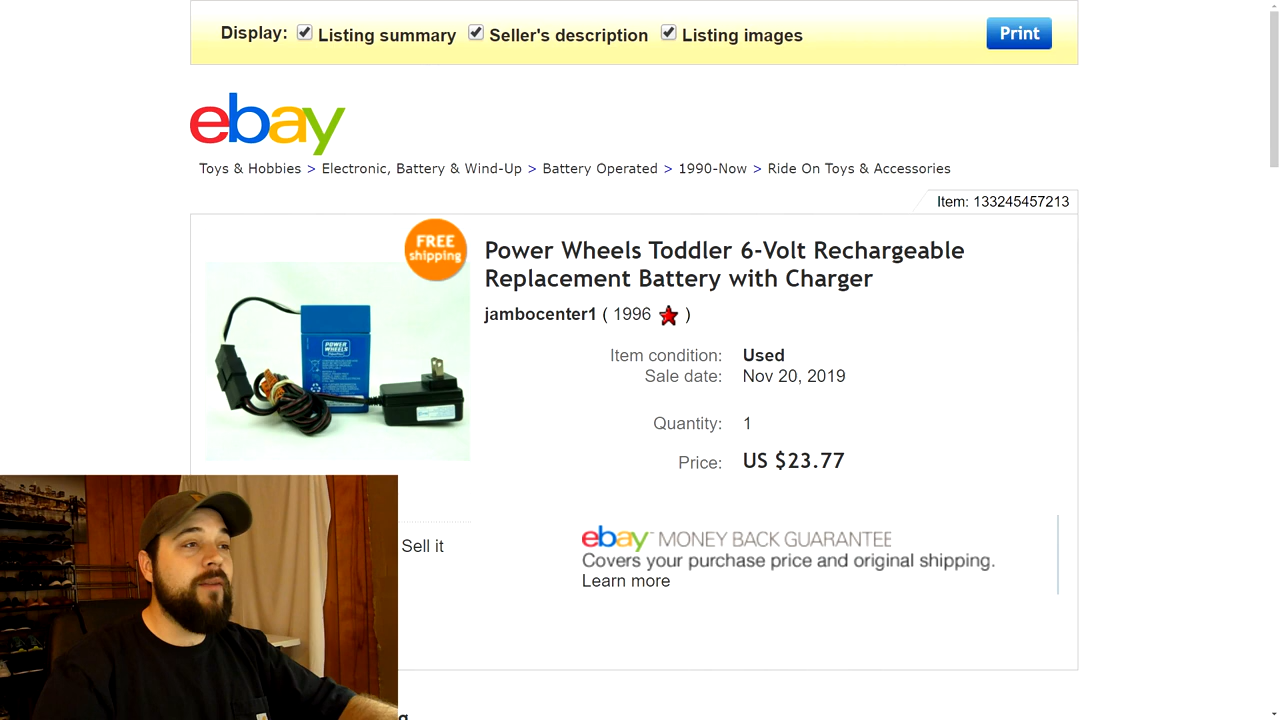 Display: Listing summary Seller's description Listing images Print
ebay
Toys & Hobbies > Electronic, Battery & Wind-Up > Battery Operated > 1990-Now > Ride On Toys & Accessories
Item: 133245457213
FREE
shipping
Power Wheels Toddler 6-Volt Rechargeable
Replacement Battery with Charger
jambocenter1 ( 1996 )
POWER
WHEELS
Item condition: Used
Sale date: Nov 20, 2019
Quantity: 1
Price: US $23.77
Sell it
ebay MONEY BACK GUARANTEE
Covers your purchase price and original shipping.
Learn more